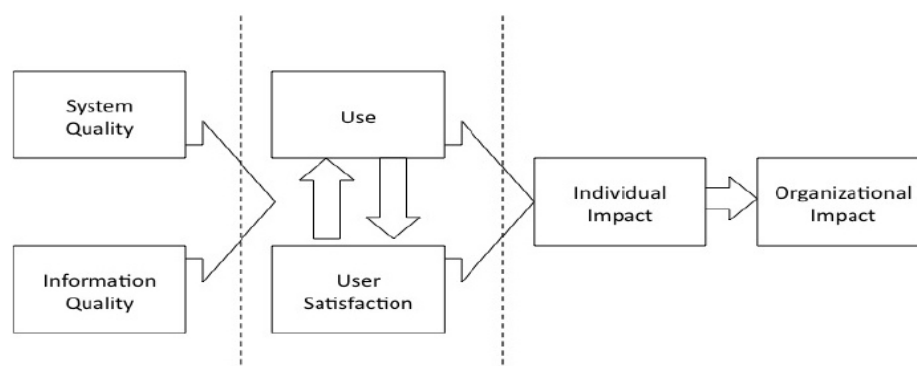 System
Quality
Use
Individual
Impact
Organizational
Impact
Information
Quality
User
Satisfaction